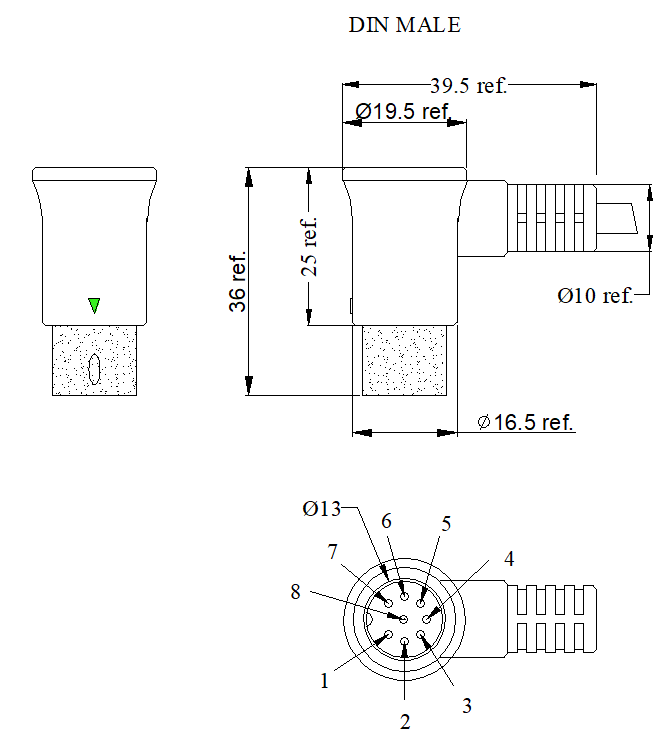 DIN MALE
39.5 ref.
Ø19.5 ref.
36 ref.
25 ref.
Ø10 ref.
Ø16.5 ref.
Ø13
6
5
7
4
8
1
2
3